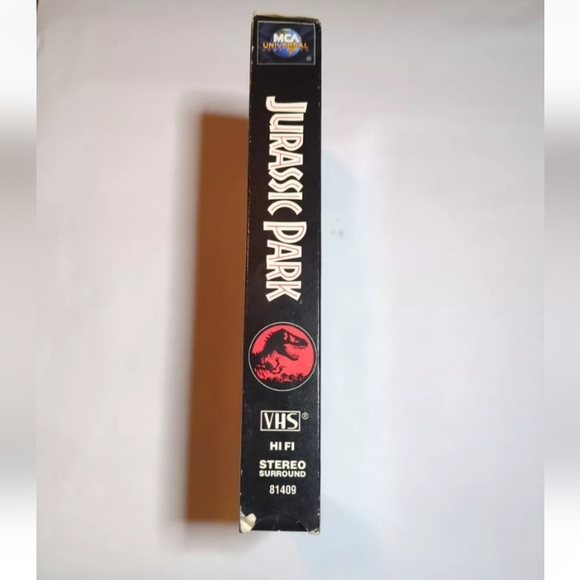 MCA
UNIVERSAL
JURASSIC PARK
VHS®
HI FI
STEREO
SURROUND
81409